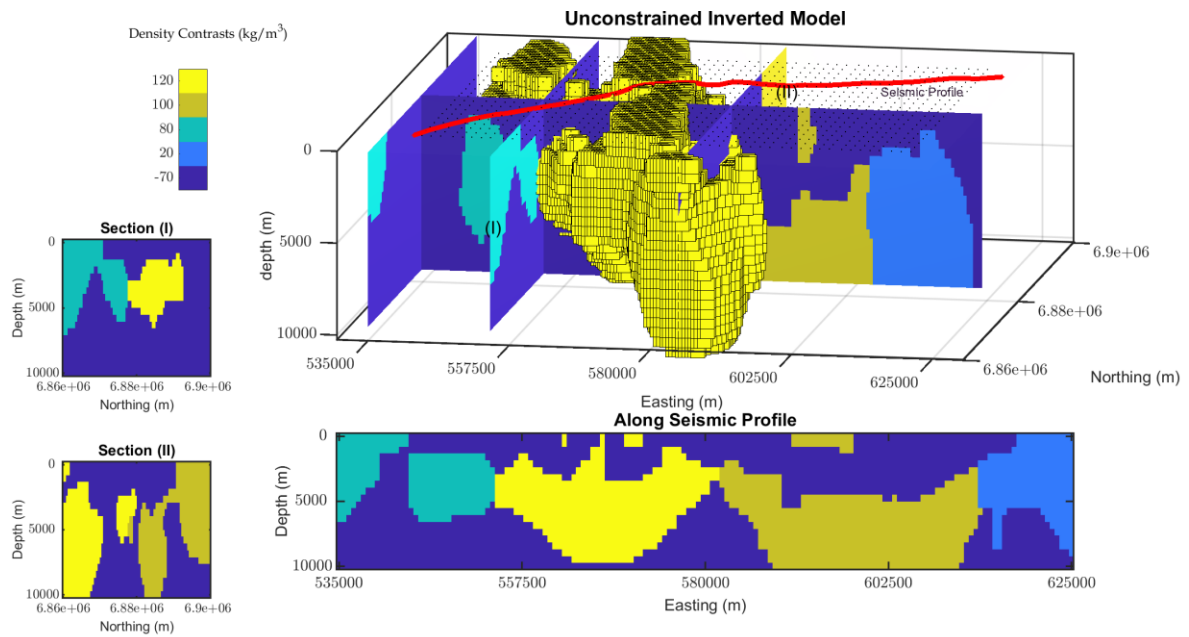 Unconstrained Inverted Model
Density Contrasts (kg/m³)
120
100
80
20
-70
(II)
Seismic Profile
(I)
0
5000
10000
depth (m)
535000
557500
580000
602500
625000
Easting (m)
6.86e+06
6.88e+06
6.9e+06
Northing (m)
Section (I)
0
5000
10000
Depth (m)
6.86e+06
6.88e+06
6.9e+06
Northing (m)
Section (II)
0
5000
10000
Depth (m)
6.86e+06
6.88e+06
6.9e+06
Northing (m)
Along Seismic Profile
0
5000
10000
Depth (m)
535000
557500
580000
602500
625000
Easting (m)